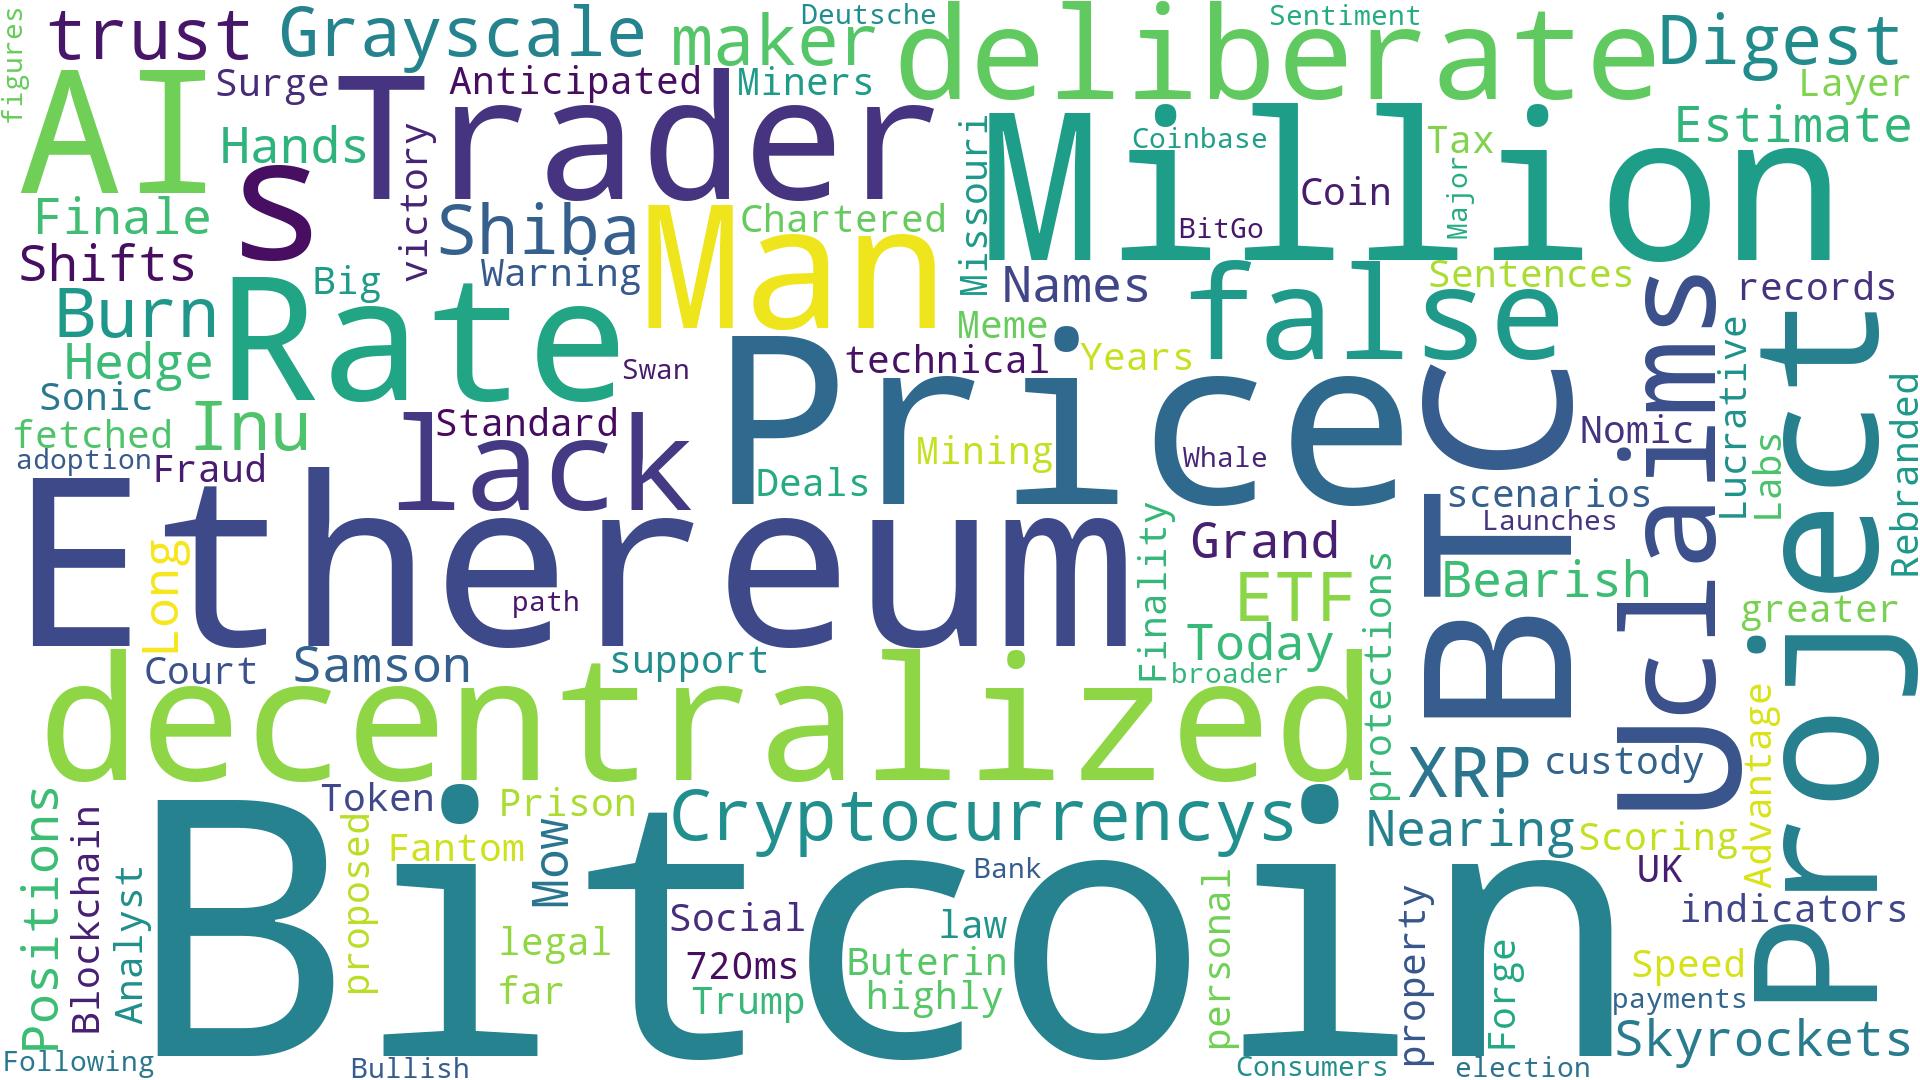 figures
trust
Grayscale
maker
Deutsche
deliberate
Sentiment
Digest
AI
Surge
Trader
Anticipated
Miners
Layer
Hands
s
victory
Missouri
Million
Coinbase
Tax
Estimate
Finale
Shiba
Man
Chartered
BitGo
Coin
Major
Shifts
Warning
Names
false
Sentences
Uclaims
records
Burn
Big
Rate
Meme
Hedge
Swan
Price
technical
Years
BTC
Lucrative
Project
Rebranded
Sonic
Inu
Standard
lack
fetched
Mining
Whale
Nomic
Labs
adoption
Fraud
Deals
scenarios
Ethereum
Launches
Long
path
Finality
Grand
protections
Bearish
ETF
greater
Court
Samson
support
Today
broader
decentralized
Advantage
XRP
custody
Positions
Blockchain
Token
Prison
Cryptocurrencys
Nearing
Scoring
Analyst
proposed
Fantom
Mow
Bitcoin
Bank
personal
UK
property
indicators
Social
law
legal
720ms
Buterin
Forge
Speed
far
Trump
highly
payments
Skyrockets
Following
Bullish
Consumers
election